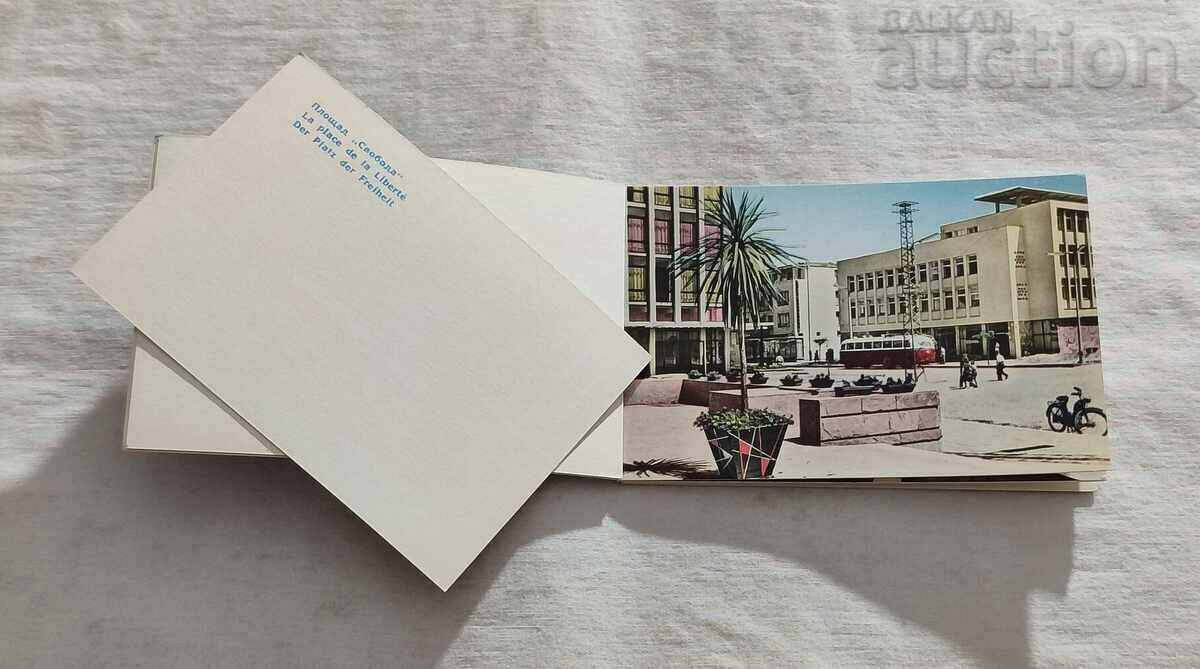 Площад „Свобода“
La place de la Liberté
Der Platz der Freiheit
BALKAN
auction